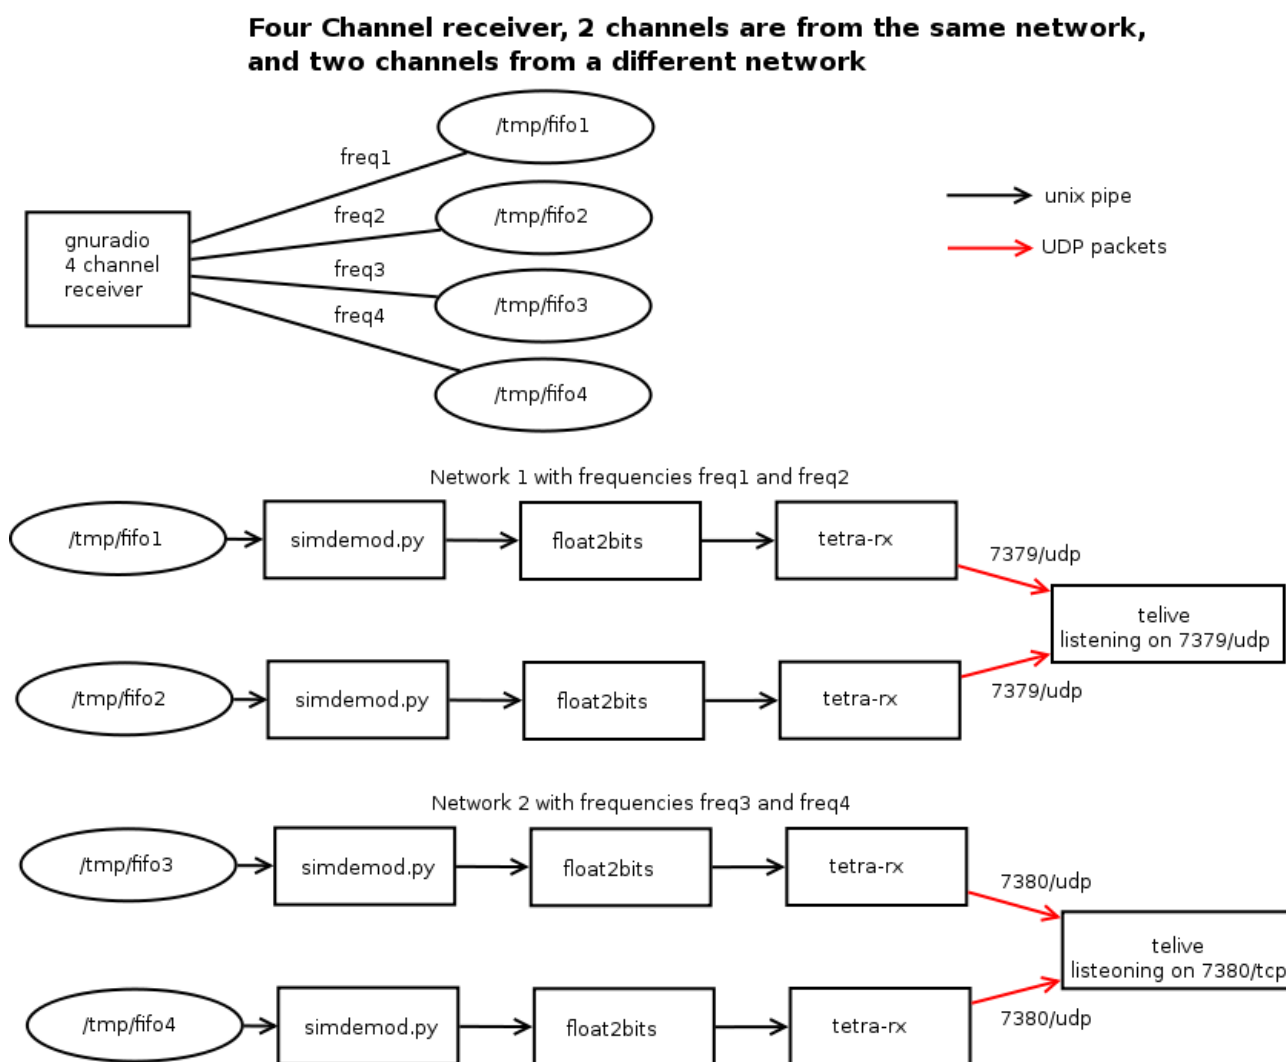 Four Channel receiver, 2 channels are from the same network,
and two channels from a different network
/tmp/fifo1
freq1
freq2
/tmp/fifo2
unix pipe
gnuradio
4 channel
receiver
UDP packets
freq3
/tmp/fifo3
freq4
/tmp/fifo4
Network 1 with frequencies freq1 and freq2
/tmp/fifo1
simdemod.py
float2bits
tetra-rx
7379/udp
telive
listening on 7379/udp
/tmp/fifo2
simdemod.py
float2bits
tetra-rx
7379/udp
Network 2 with frequencies freq3 and freq4
/tmp/fifo3
simdemod.py
float2bits
tetra-rx
7380/udp
telive
listeoning on 7380/tcp
/tmp/fifo4
simdemod.py
float2bits
tetra-rx
7380/udp